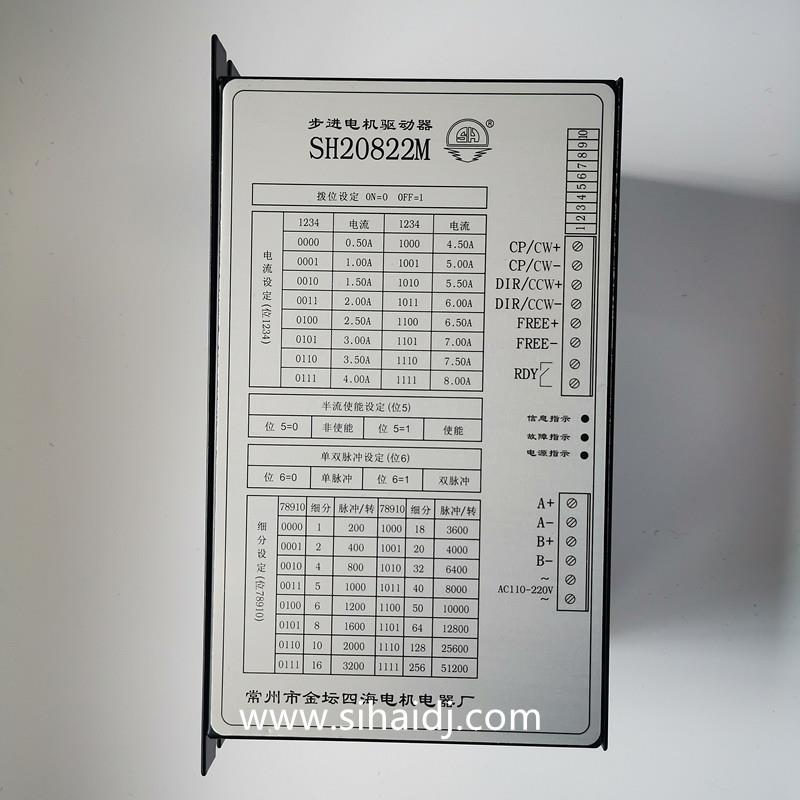 步进电机驱动器
SH20822M
SH ®
拨位设定 ON=0 OFF=1
电流设定(位1234)
1234 电流 1234 电流
0000 0.50A 1000 4.50A
0001 1.00A 1001 5.00A
0010 1.50A 1010 5.50A
0011 2.00A 1011 6.00A
0100 2.50A 1100 6.50A
0101 3.00A 1101 7.00A
0110 3.50A 1110 7.50A
0111 4.00A 1111 8.00A
半流使能设定(位5)
位 5=0 非使能 位 5=1 使能
单双脉冲设定(位6)
位 6=0 单脉冲 位 6=1 双脉冲
细分设定(位78910)
78910 细分 脉冲/转 78910 细分 脉冲/转
0000 1 200 1000 18 3600
0001 2 400 1001 20 4000
0010 4 800 1010 32 6400
0011 5 1000 1011 40 8000
0100 6 1200 1100 50 10000
0101 8 1600 1101 64 12800
0110 10 2000 1110 128 25600
0111 16 3200 1111 256 51200
1 2 3 4 5 6 7 8 9 10
CP/CW+
CP/CW-
DIR/CCW+
DIR/CCW-
FREE+
FREE-
RDY
信息指示
故障指示
电源指示
A+
A-
B+
B-
~
AC110-220V
~
常州市金坛四海电机电器厂
www.sihaidj.com